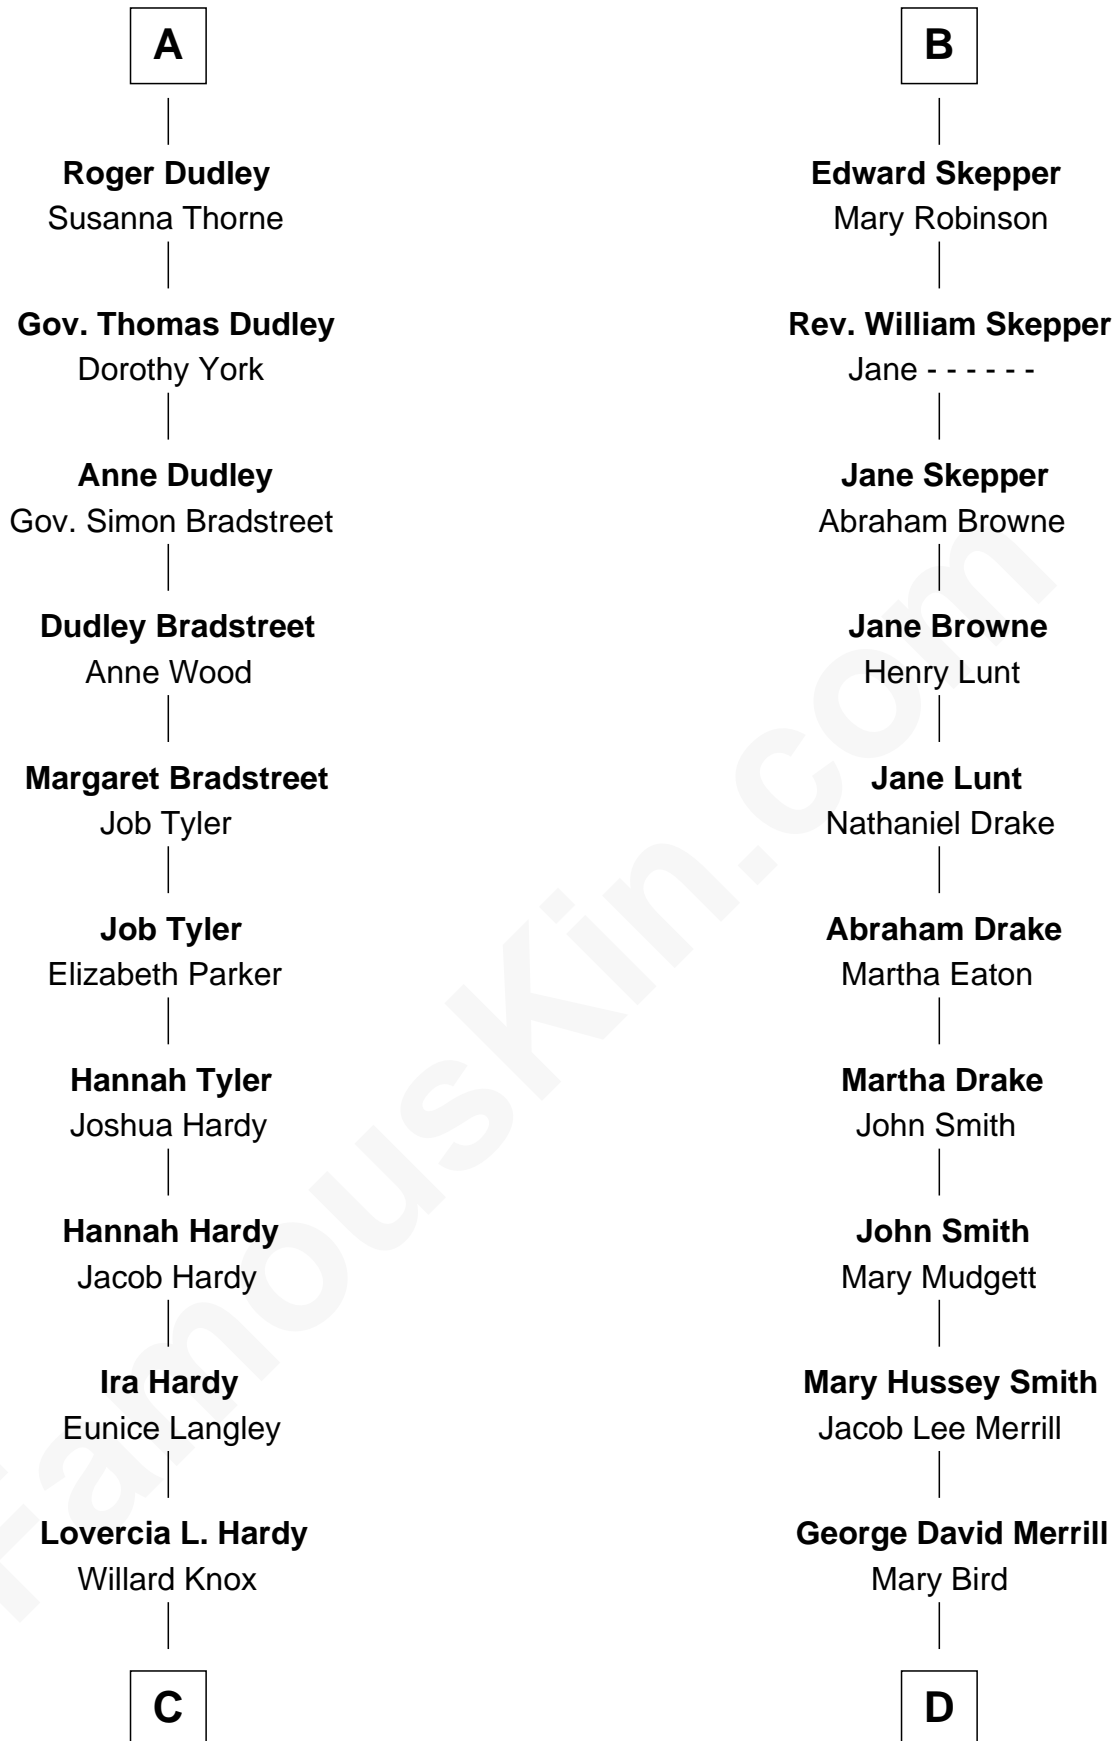 A
Roger Dudley
Susanna Thorne
Gov. Thomas Dudley
Dorothy York
Anne Dudley
Gov. Simon Bradstreet
Dudley Bradstreet
Anne Wood
Margaret Bradstreet
Job Tyler
Job Tyler
Elizabeth Parker
Hannah Tyler
Joshua Hardy
Hannah Hardy
Jacob Hardy
Ira Hardy
Eunice Langley
Lovercia L. Hardy
Willard Knox
C
B
Edward Skepper
Mary Robinson
Rev. William Skepper
Jane - - - - - -
Jane Skepper
Abraham Browne
Jane Browne
Henry Lunt
Jane Lunt
Nathaniel Drake
Abraham Drake
Martha Eaton
Martha Drake
John Smith
John Smith
Mary Mudgett
Mary Hussey Smith
Jacob Lee Merrill
George David Merrill
Mary Bird
D
FamousKin.com